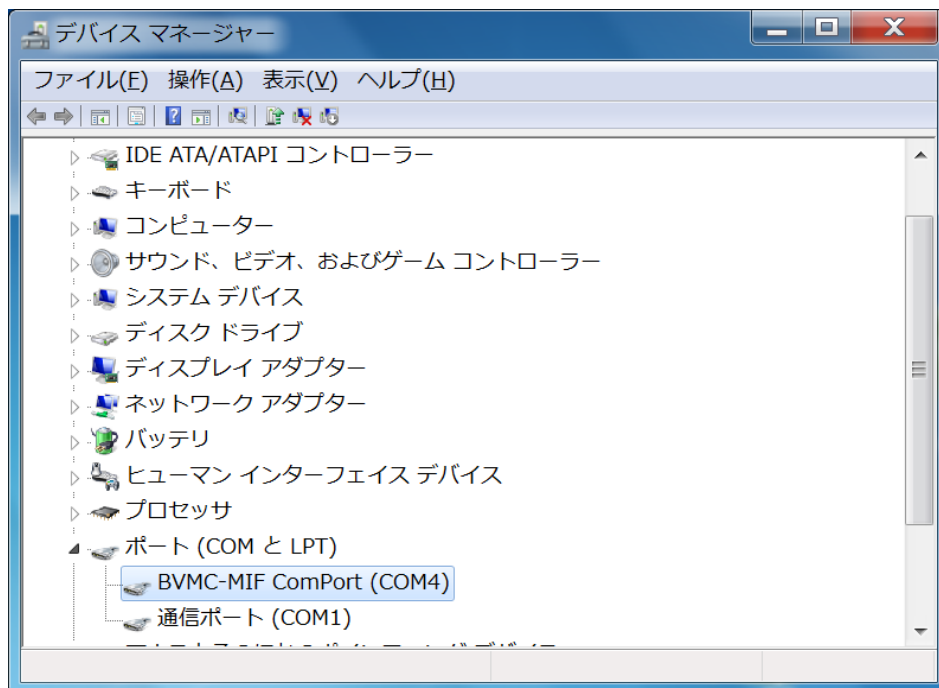 デバイス マネージャー
ファイル(F) 操作(A) 表示(V) ヘルプ(H)
IDE ATA/ATAPI コントローラー
キーボード
コンピューター
サウンド、ビデオ、およびゲーム コントローラー
システム デバイス
ディスク ドライブ
ディスプレイ アダプター
ネットワーク アダプター
バッテリ
ヒューマン インターフェイス デバイス
プロセッサ
ポート (COM と LPT)
BVMC-MIF ComPort (COM4)
通信ポート (COM1)